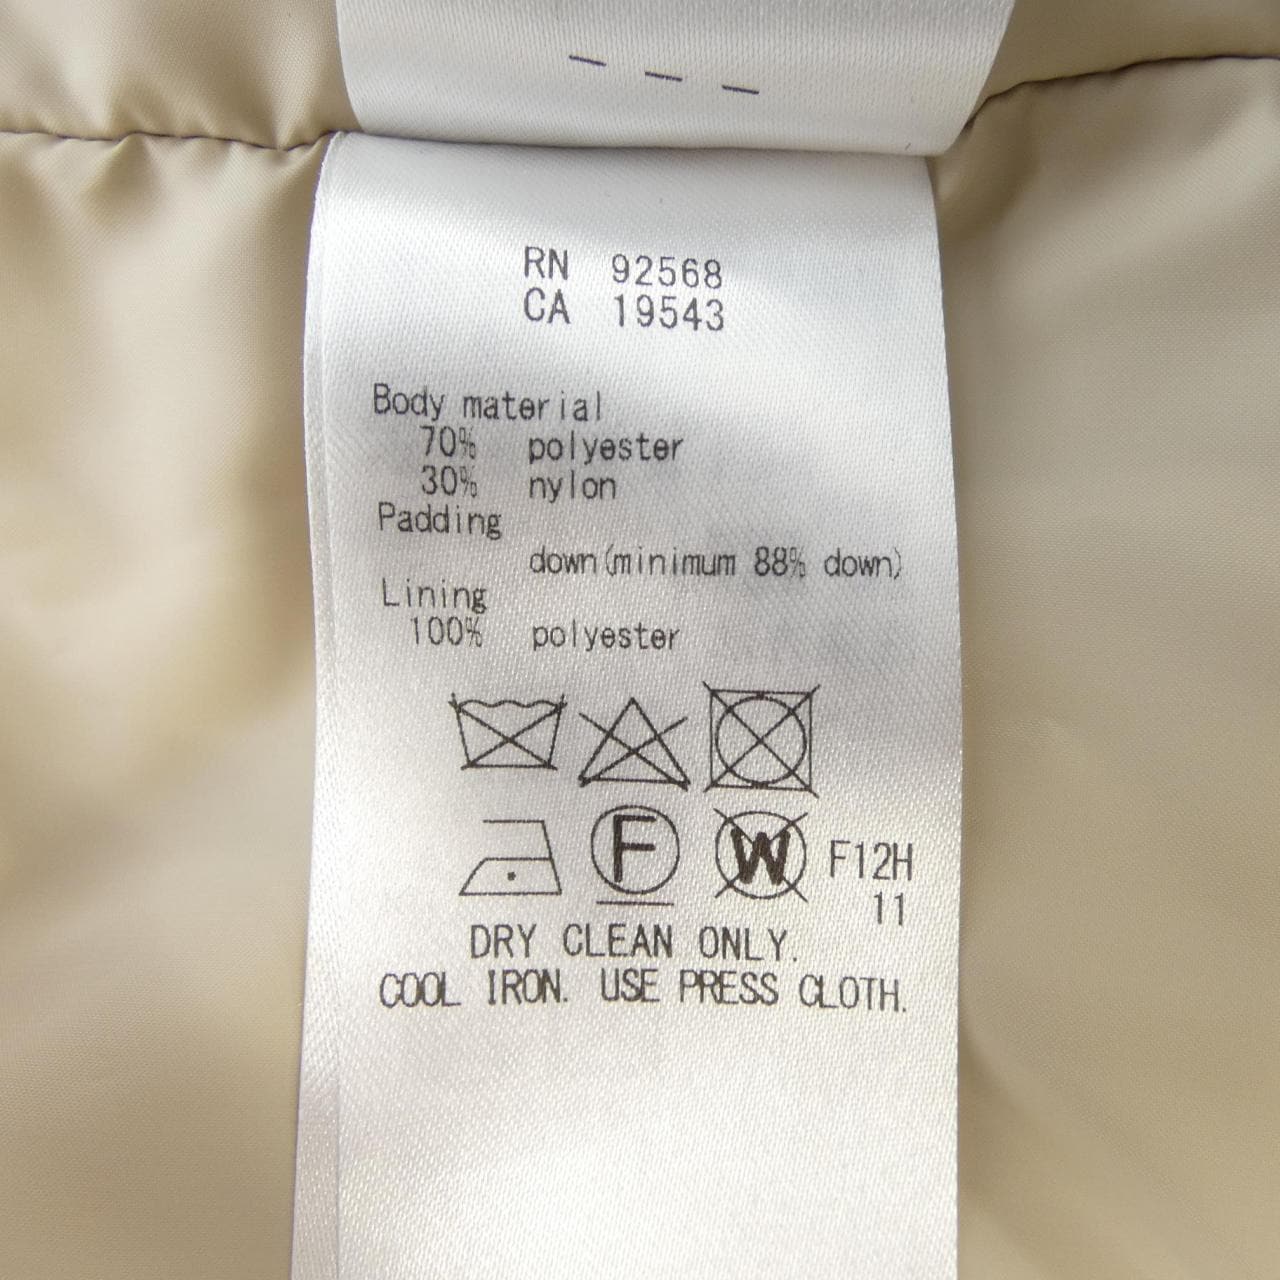 RN 92568
CA 19543
Body material
70% polyester
30% nylon
Padding
down(minimum 88% down)
Lining
100% polyester
F W F12H
11
DRY CLEAN ONLY.
COOL IRON. USE PRESS CLOTH.